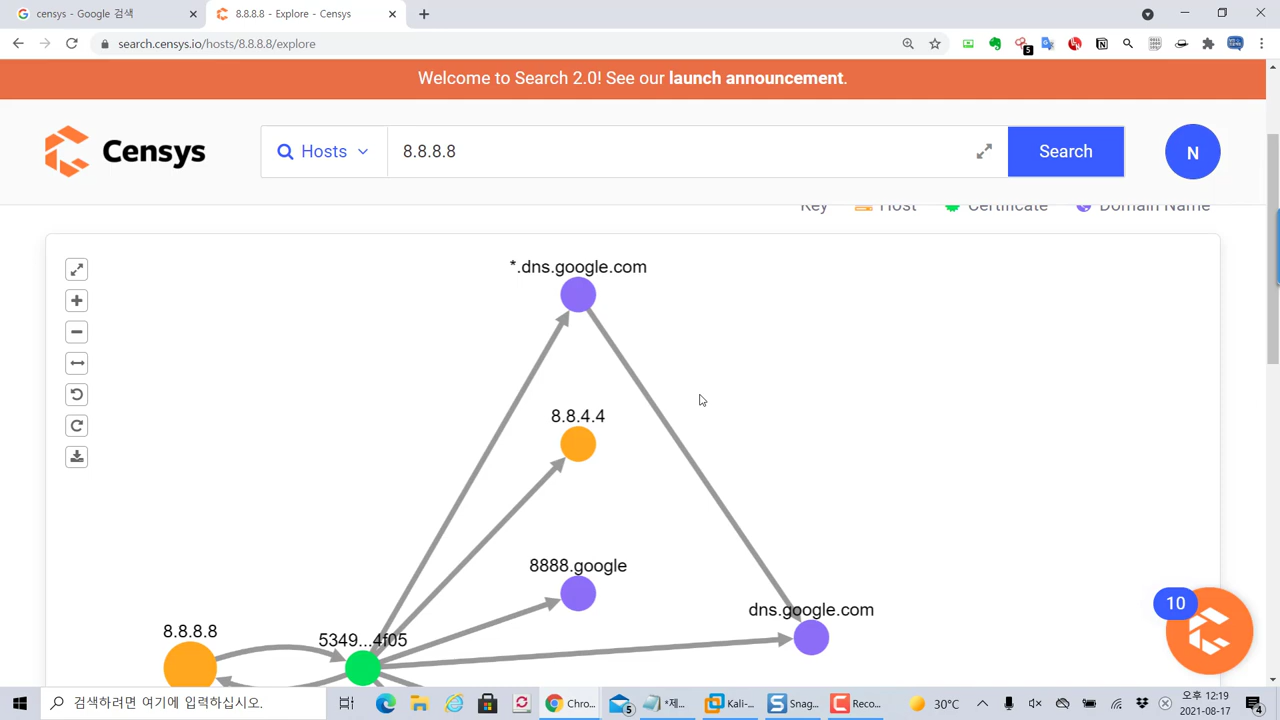 censys - Google 검색
8.8.8.8 - Explore - Censys
search.censys.io/hosts/8.8.8.8/explore
5
Welcome to Search 2.0! See our launch announcement.
Censys
Hosts
8.8.8.8
Search
N
Key
Host
Certificate
Domain Name
*.dns.google.com
8.8.4.4
8888.google
dns.google.com
8.8.8.8
5349...4f05
10
검색하려면 여기에 입력하십시오.
Chro...
5
*제...
Kali-...
Snag...
Reco...
30°C
오후 12:19
2021-08-17
4